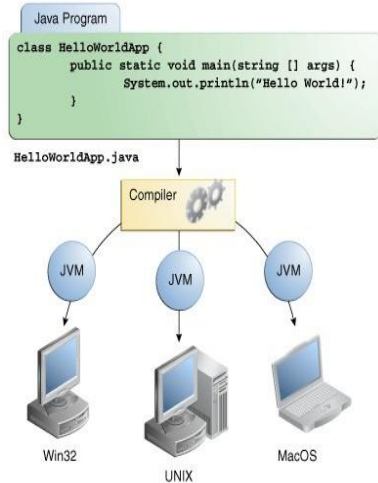 Java Program
class HelloWorldApp {
public static void main(string [] args) {
System.out.println(”Hello World!”);
}
}
HelloWorldApp.java
Compiler
JVM
JVM
JVM
Win32
UNIX
MacOS